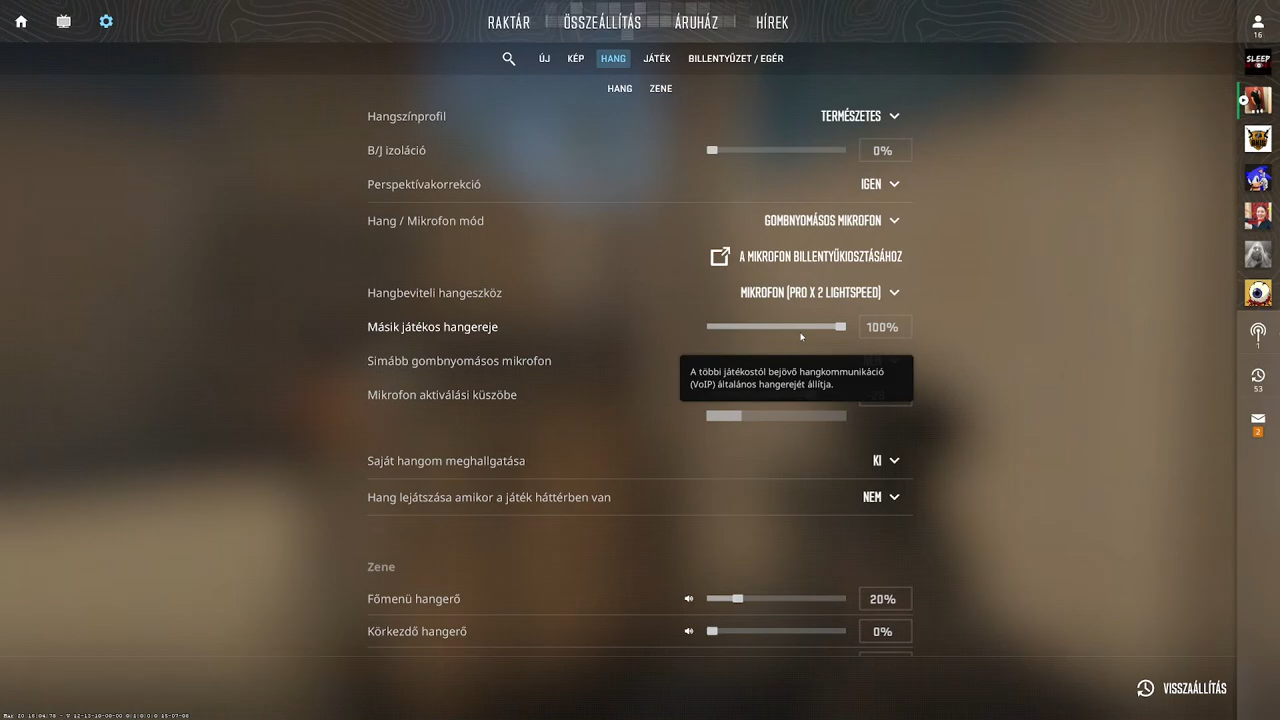 RAKTÁR ÖSSZEÁLLÍTÁS ÁRUHÁZ HÍREK
16
ÚJ KÉP HANG JÁTÉK BILLENTYŰZET / EGÉR
SLEEP
HANG ZENE
Hangszínprofil TERMÉSZETES
B/J izoláció 0%
Perspektívakorrekció IGEN
Hang / Mikrofon mód GOMBNYOMÁSOS MIKROFON
A MIKROFON BILLENTYŰKIOSZTÁSÁHOZ
Hangbeviteli hangeszköz MIKROFON (PRO X 2 LIGHTSPEED)
Másik játékos hangereje 100%
1
Simább gombnyomásos mikrofon
A többi játékostól bejövő hangkommunikáció
(VoIP) általános hangerejét állítja.
53
Mikrofon aktiválási küszöbe
2
Saját hangom meghallgatása KI
Hang lejátszása amikor a játék háttérben van NEM
Zene
Főmenü hangerő 20%
Körkezdő hangerő 0%
VISSZAÁLLÍTÁS